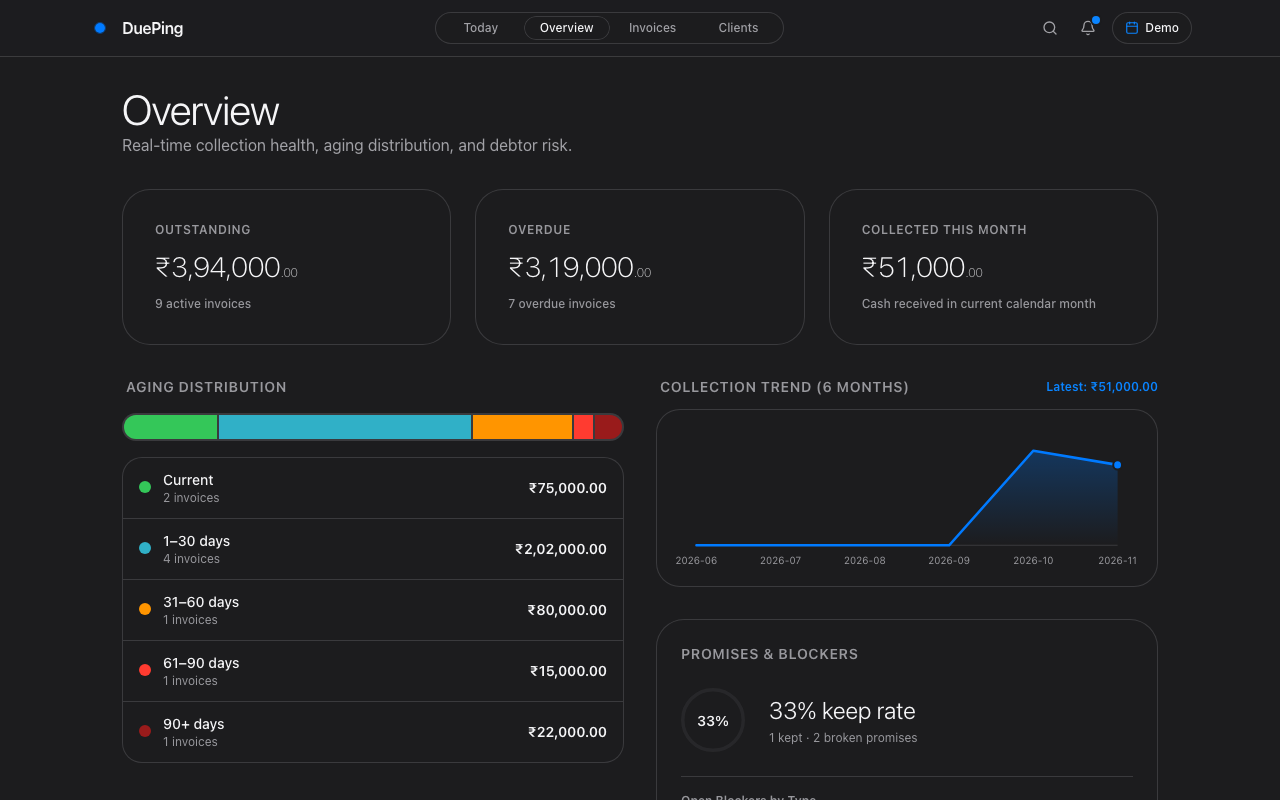 DuePing
Today
Overview
Invoices
Clients
Demo
Overview
Real-time collection health, aging distribution, and debtor risk.
OUTSTANDING
₹3,94,000.00
9 active invoices
OVERDUE
₹3,19,000.00
7 overdue invoices
COLLECTED THIS MONTH
₹51,000.00
Cash received in current calendar month
AGING DISTRIBUTION
Current
2 invoices
₹75,000.00
1–30 days
4 invoices
₹2,02,000.00
31–60 days
1 invoices
₹80,000.00
61–90 days
1 invoices
₹15,000.00
90+ days
1 invoices
₹22,000.00
COLLECTION TREND (6 MONTHS)
Latest: ₹51,000.00
2026-06
2026-07
2026-08
2026-09
2026-10
2026-11
PROMISES & BLOCKERS
33%
33% keep rate
1 kept · 2 broken promises
Open Blockers by Type